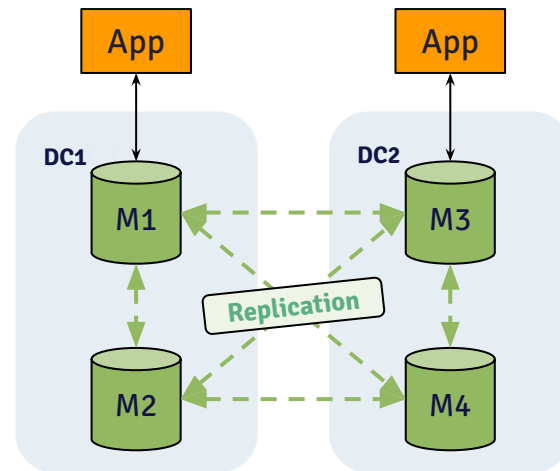 App
App
DC1
DC2
M1
M3
Replication
M2
M4